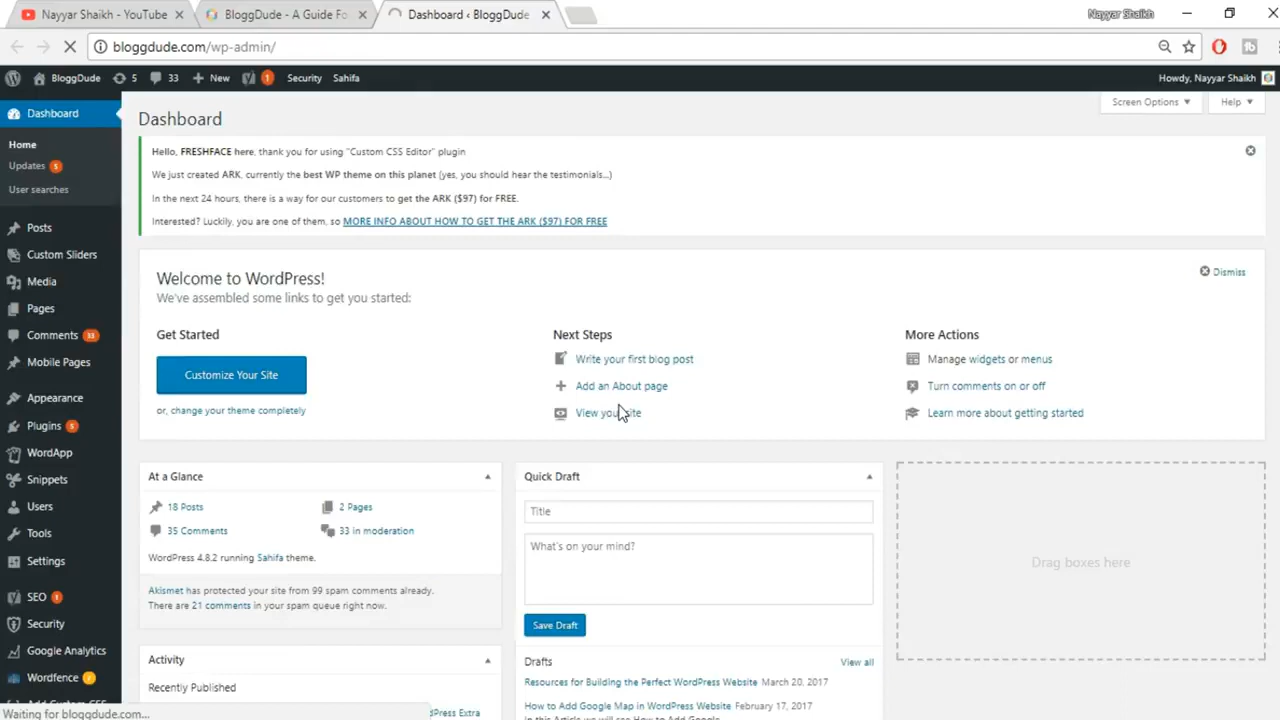 Nayyar Shaikh - YouTube
BloggDude - A Guide Fo
Dashboard ‹ BloggDude
Nayyar Shaikh
bloggdude.com/wp-admin/
BloggDude
5
33
New
1
Security
Sahifa
Howdy, Nayyar Shaikh
Dashboard
Home
Updates 5
User searches
Posts
Custom Sliders
Media
Pages
Comments 33
Mobile Pages
Appearance
Plugins 5
WordApp
Snippets
Users
Tools
Settings
SEO 1
Security
Google Analytics
Wordfence
Waiting for bloggdude.com...
Dashboard
Screen Options
Help
Hello, FRESHFACE here, thank you for using "Custom CSS Editor" plugin
We just created ARK, currently the best WP theme on this planet (yes, you should hear the testimonials...)
In the next 24 hours, there is a way for our customers to get the ARK ($97) for FREE.
Interested? Luckily, you are one of them, so MORE INFO ABOUT HOW TO GET THE ARK ($97) FOR FREE
Welcome to WordPress!
We've assembled some links to get you started:
Dismiss
Get Started
Customize Your Site
or, change your theme completely
Next Steps
Write your first blog post
Add an About page
View your site
More Actions
Manage widgets or menus
Turn comments on or off
Learn more about getting started
At a Glance
18 Posts
2 Pages
35 Comments
33 in moderation
WordPress 4.8.2 running Sahifa theme.
Akismet has protected your site from 99 spam comments already.
There are 21 comments in your spam queue right now.
Activity
Recently Published
Press Extra
Quick Draft
Title
What's on your mind?
Save Draft
Drafts
View all
Resources for Building the Perfect WordPress Website March 20, 2017
How to Add Google Map in WordPress Website February 17, 2017
In this Article we will see How to Add Google
Drag boxes here